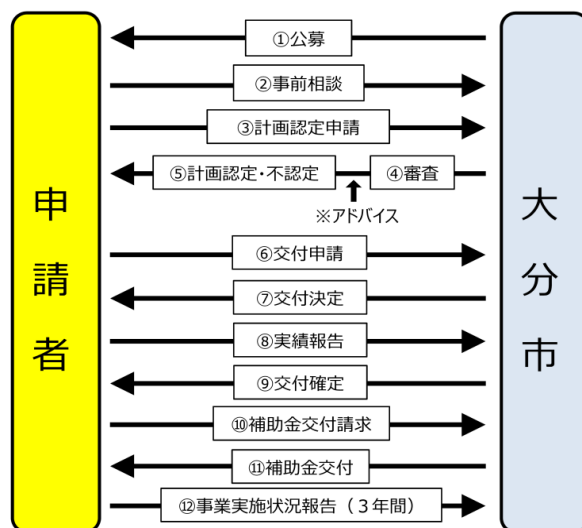 ①公募
②事前相談
③計画認定申請
⑤計画認定・不認定
④審査
※アドバイス
⑥交付申請
⑦交付決定
⑧実績報告
⑨交付確定
⑩補助金交付請求
⑪補助金交付
⑫事業実施状況報告（３年間）
申請者
大分市